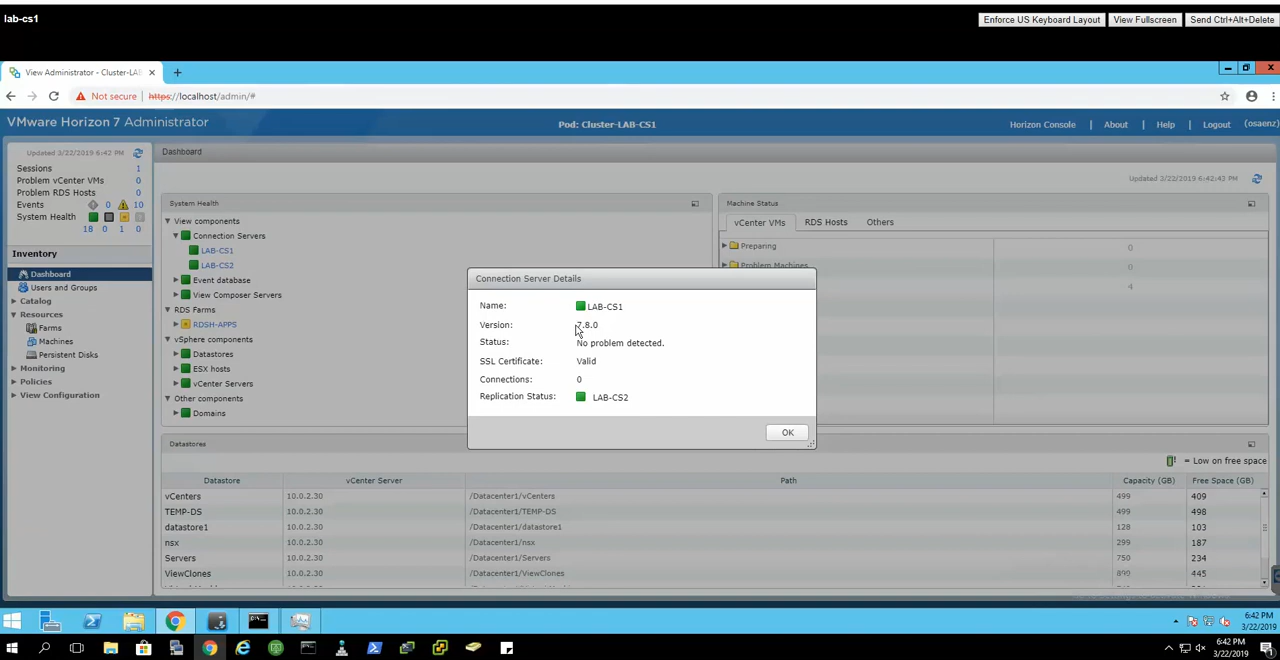 lab-cs1
Enforce US Keyboard Layout
View Fullscreen
Send Ctrl+Alt+Delete
View Administrator - Cluster-LA
Not secure
https://localhost/admin/#
VMware Horizon 7 Administrator
Pod: Cluster-LAB-CS1
Horizon Console | About | Help | Logout (osaenz)
Updated 3/22/2019 6:42 PM
Sessions 1
Problem vCenter VMs 0
Problem RDS Hosts 0
Events 0 10
System Health
18 0 1 0
Inventory
Dashboard
Users and Groups
Catalog
Resources
Farms
Machines
Persistent Disks
Monitoring
Policies
View Configuration
Dashboard
Updated 3/22/2019 6:42:43 PM
System Health
View components
Connection Servers
LAB-CS1
LAB-CS2
Event database
View Composer Servers
RDS Farms
RDSH-APPS
vSphere components
Datastores
ESX hosts
vCenter Servers
Other components
Domains
Machine Status
vCenter VMs
RDS Hosts
Others
Preparing 0
Problem Machines 0
4
Connection Server Details
Name: LAB-CS1
Version: 7.8.0
Status: No problem detected.
SSL Certificate: Valid
Connections: 0
Replication Status: LAB-CS2
OK
Datastores
= Low on free space
Datastore vCenter Server Path Capacity (GB) Free Space (GB)
vCenters 10.0.2.30 /Datacenter1/vCenters 499 409
TEMP-DS 10.0.2.30 /Datacenter1/TEMP-DS 499 498
datastore1 10.0.2.30 /Datacenter1/datastore1 128 103
nsx 10.0.2.30 /Datacenter1/nsx 299 187
Servers 10.0.2.30 /Datacenter1/Servers 750 234
ViewClones 10.0.2.30 /Datacenter1/ViewClones 899 445
6:42 PM
3/22/2019
6:42 PM
3/22/2019